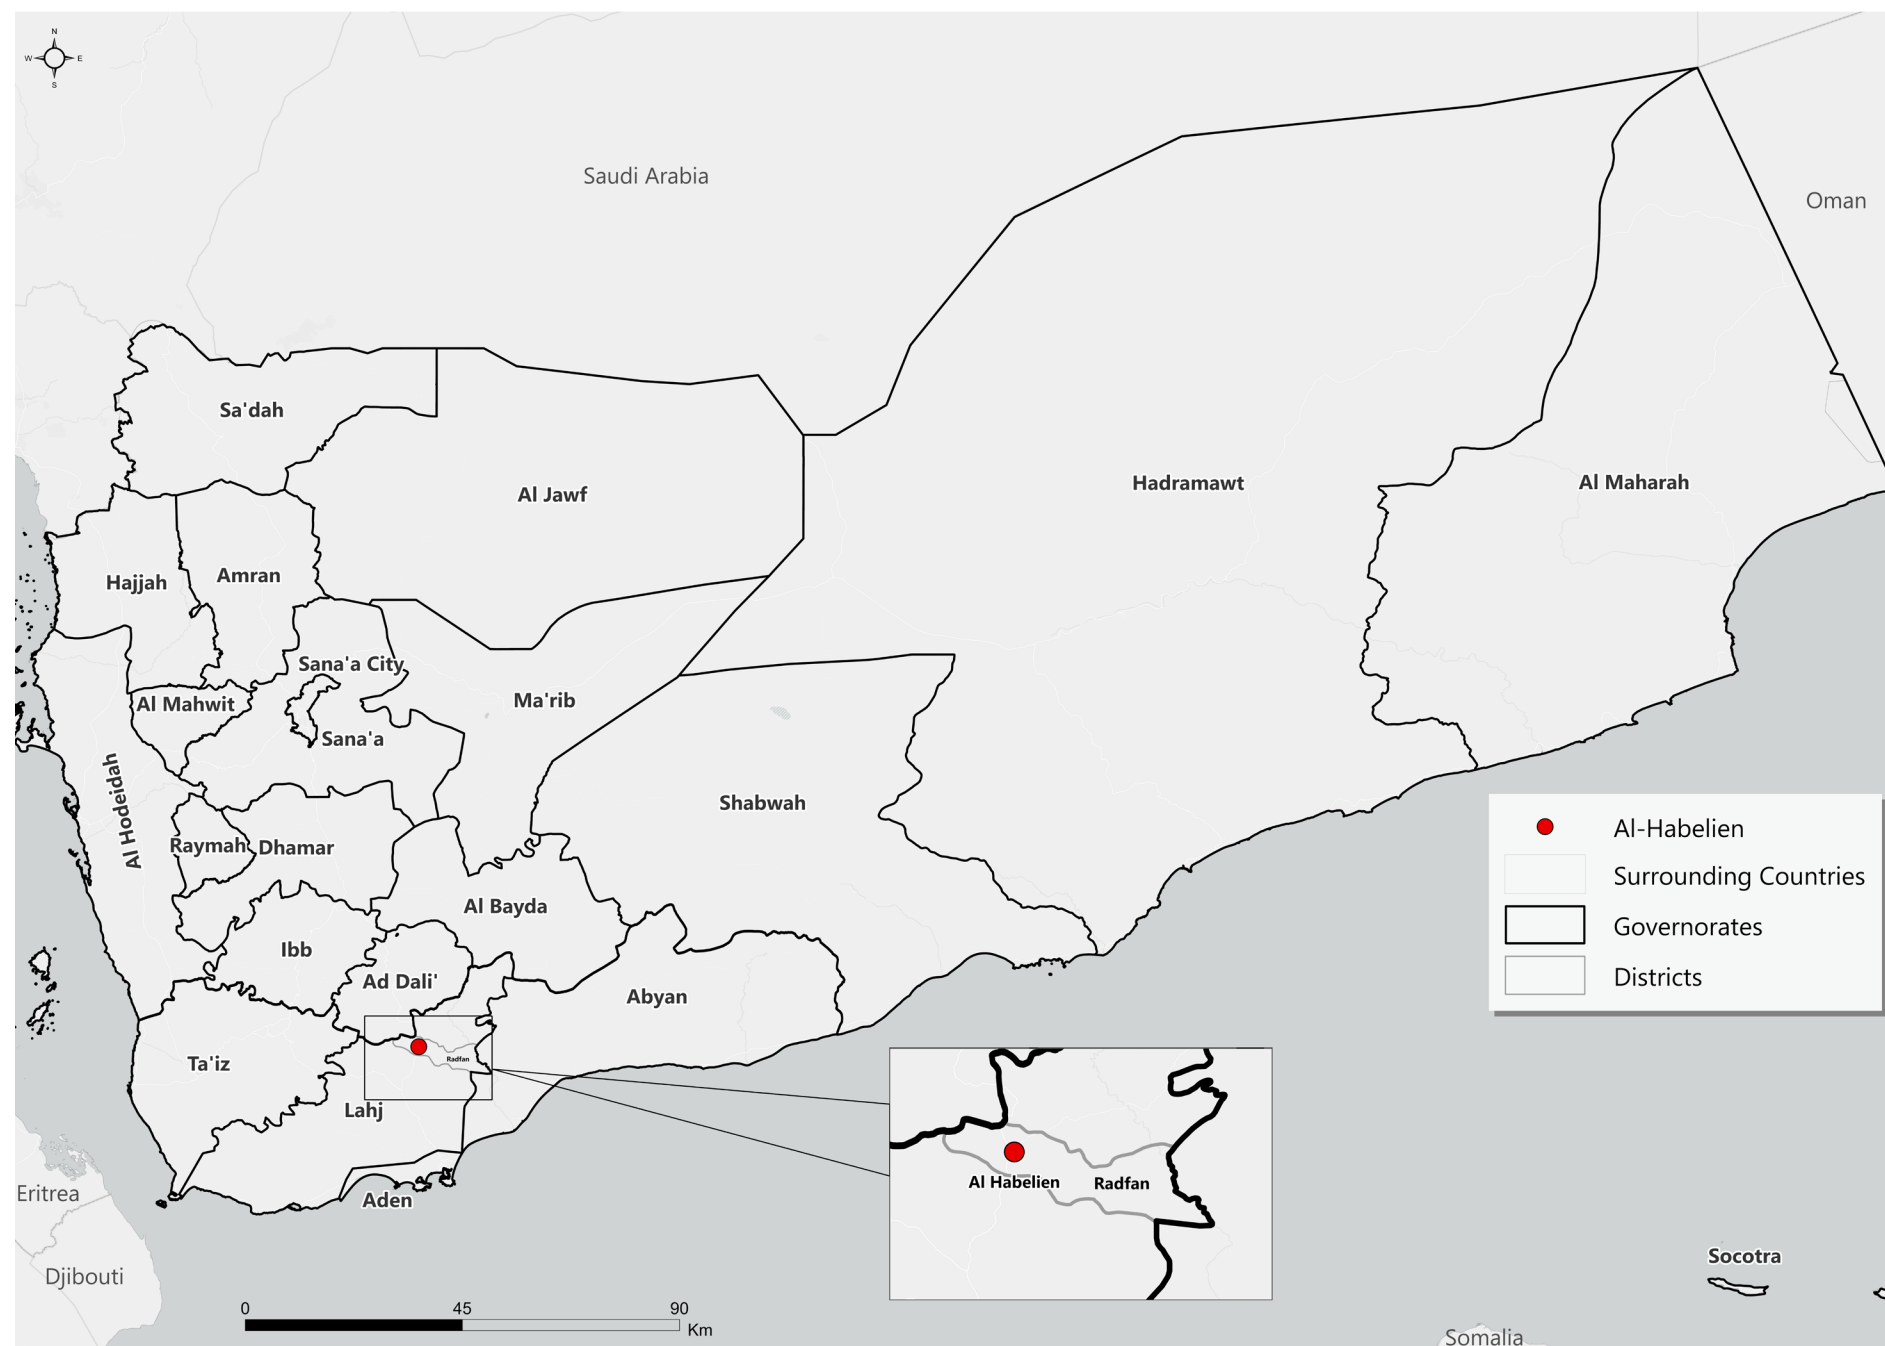 N
W
E
S
Saudi Arabia
Oman
Sa'dah
Al Jawf
Hadramawt
Al Maharah
Hajjah
Amran
Sana'a City
Ma'rib
Al Mahwit
Sana'a
Al Hodeidah
Shabwah
Raymah
Dhamar
Al Bayda
Ibb
Ad Dali'
Abyan
Ta'iz
Radfan
Lahj
Aden
Al-Habelien
Surrounding Countries
Governorates
Districts
Al Habelien
Radfan
Eritrea
Djibouti
Socotra
Somalia
0
45
90
Km